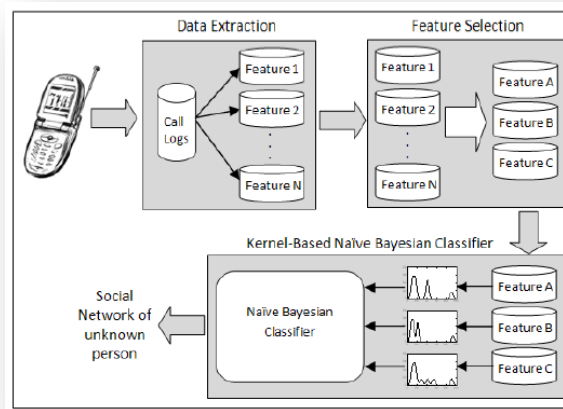 Data Extraction
Feature Selection
Call
Logs
Feature 1
Feature 2
Feature N
Feature 1
Feature 2
Feature N
Feature A
Feature B
Feature C
Kernel-Based Naïve Bayesian Classifier
Social
Network of
unknown
person
Naïve Bayesian
Classifier
Feature A
Feature B
Feature C